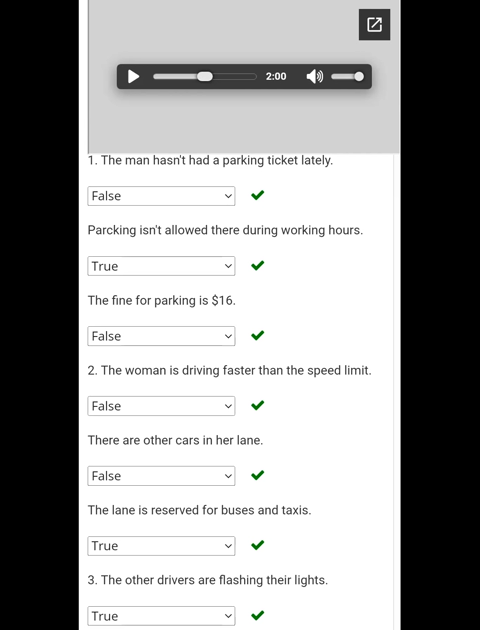 2:00
1. The man hasn't had a parking ticket lately.
False
Parcking isn't allowed there during working hours.
True
The fine for parking is $16.
False
2. The woman is driving faster than the speed limit.
False
There are other cars in her lane.
False
The lane is reserved for buses and taxis.
True
3. The other drivers are flashing their lights.
True